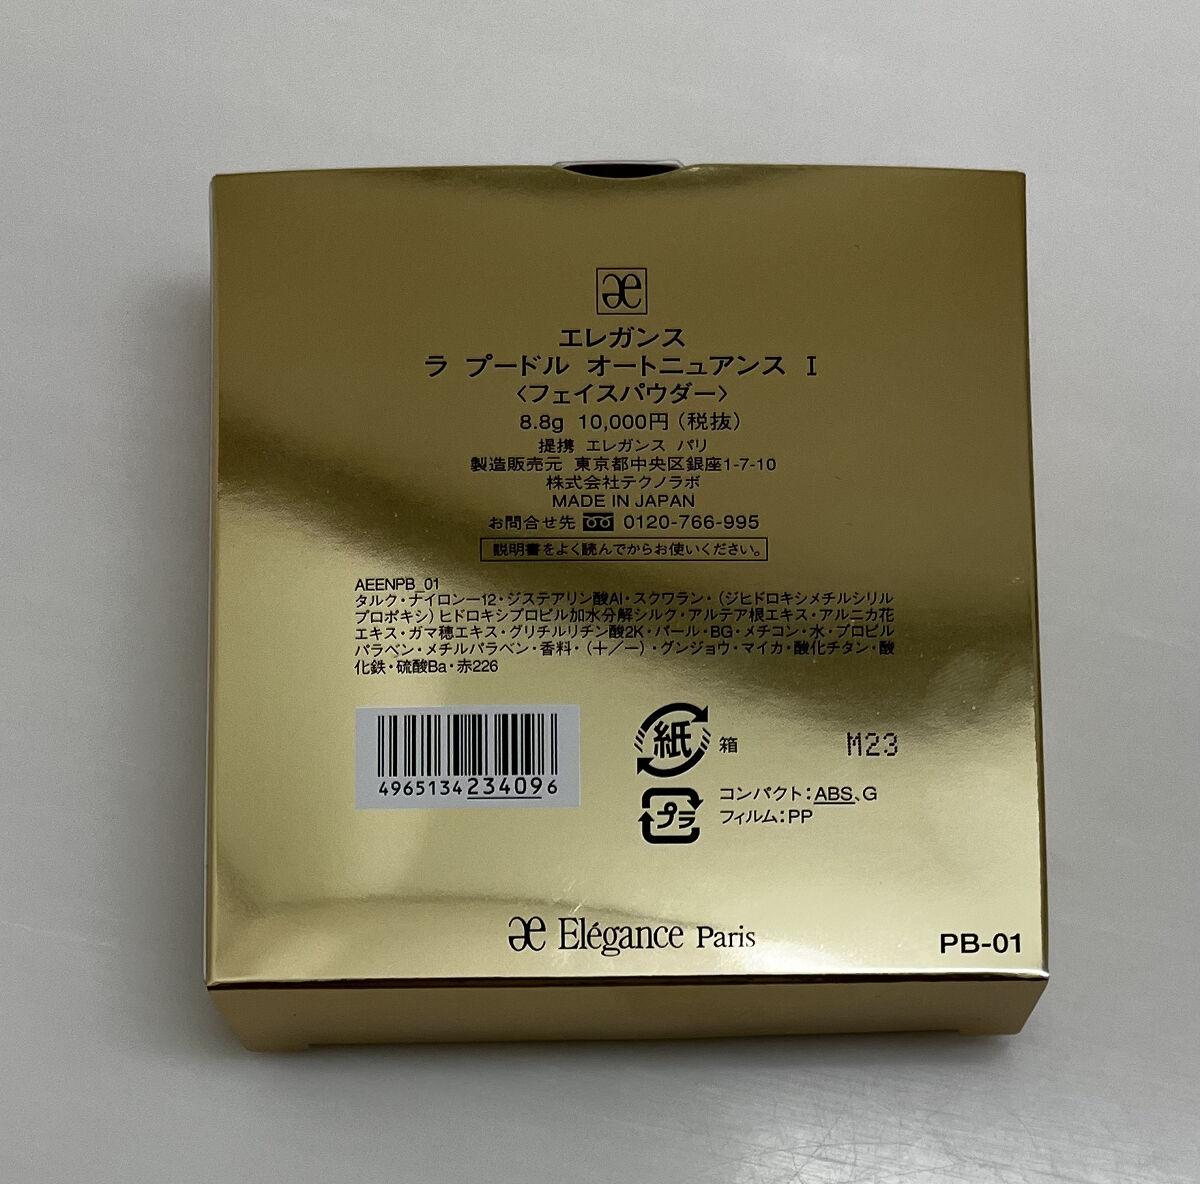 æ
エレガンス
ラ プードル オートニュアンス I
〈フェイスパウダー〉
8.8g 10,000円(税抜)
提携 エレガンス パリ
製造販売元 東京都中央区銀座1-7-10
株式会社テクノラボ
MADE IN JAPAN
お問合せ先 0120-766-995
説明書をよく読んでからお使いください。
AEENPB_01
タルク・ナイロン―12・ジステアリン酸Al・スクワラン・(ジヒドロキシメチルシリル
プロポキシ)ヒドロキシプロピル加水分解シルク・アルテア根エキス・アルニカ花
エキス・ガマ穂エキス・グリチルリチン酸2K・パール・BG・メチコン・水・プロピル
パラベン・メチルパラベン・香料・(+/−)・グンジョウ・マイカ・酸化チタン・酸
化鉄・硫酸Ba・赤226
4965134234096
紙 箱
M23
プラ コンパクト:ABS、G
フィルム:PP
æ Elégance Paris
PB-01